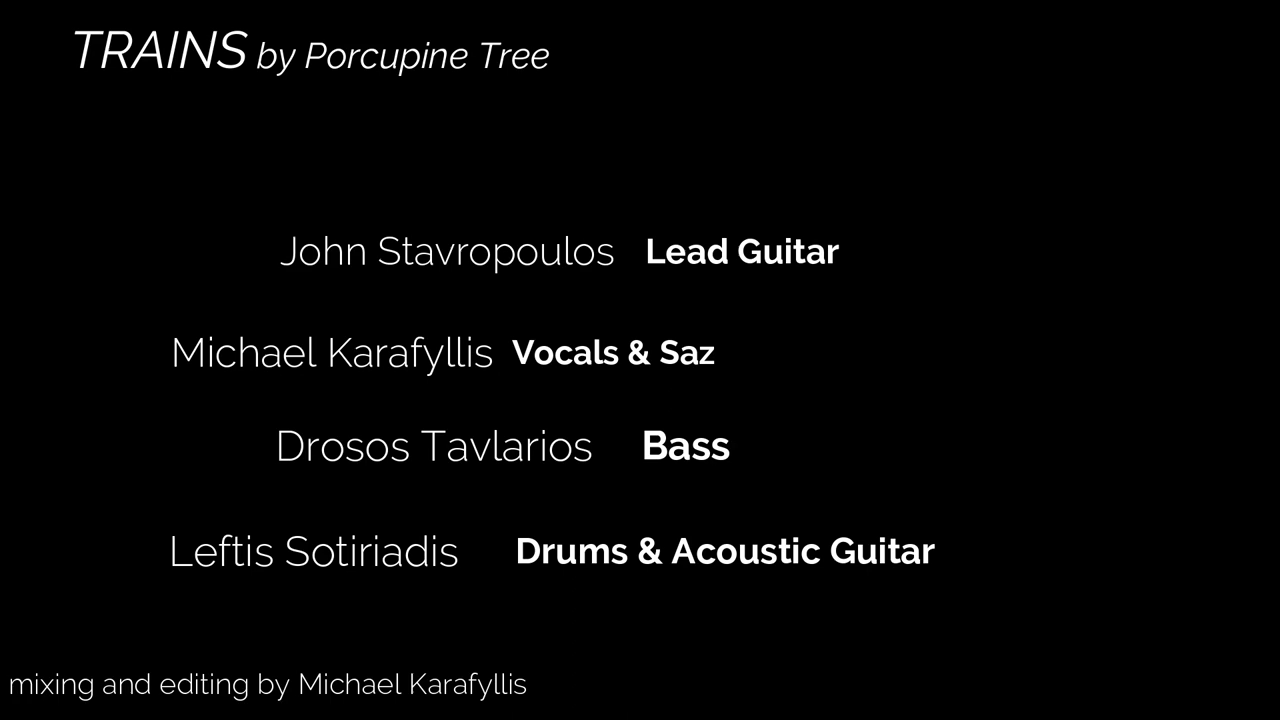 TRAINS by Porcupine Tree
John Stavropoulos Lead Guitar
Michael Karafyllis Vocals & Saz
Drosos Tavlarios Bass
Leftis Sotiriadis Drums & Acoustic Guitar
mixing and editing by Michael Karafyllis